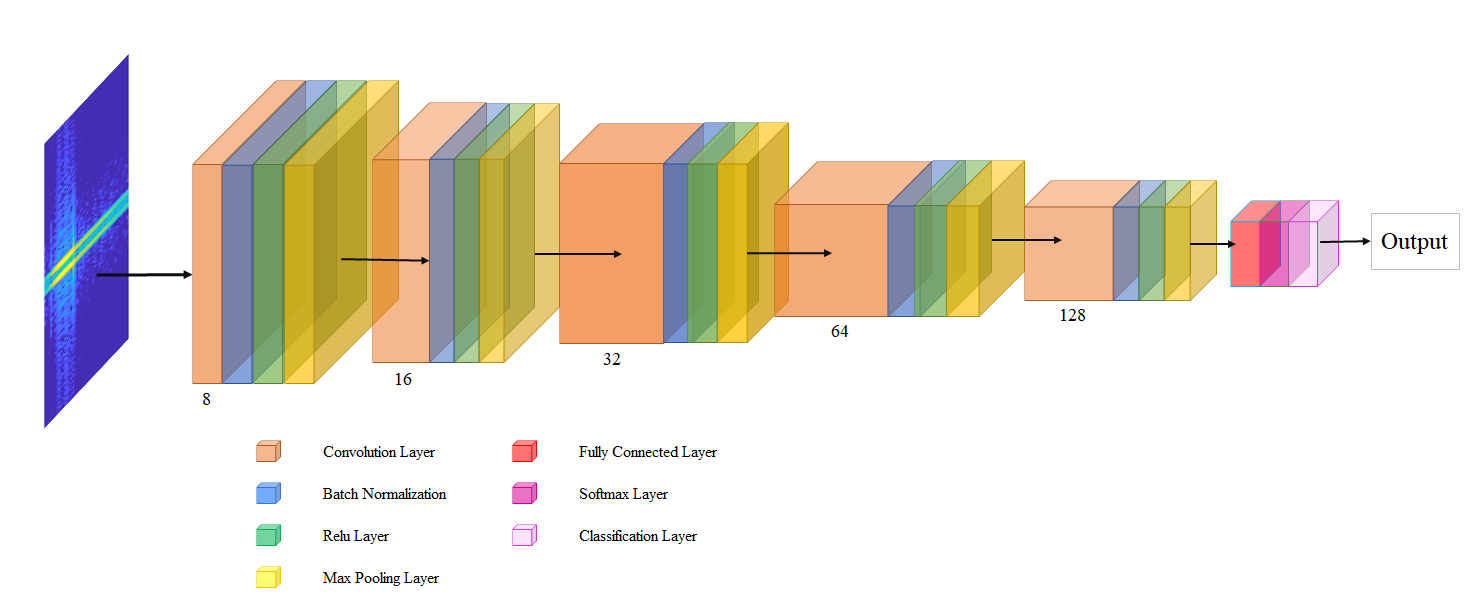 Output
128
64
32
16
8
Convolution Layer
Fully Connected Layer
Batch Normalization
Softmax Layer
Relu Layer
Classification Layer
Max Pooling Layer